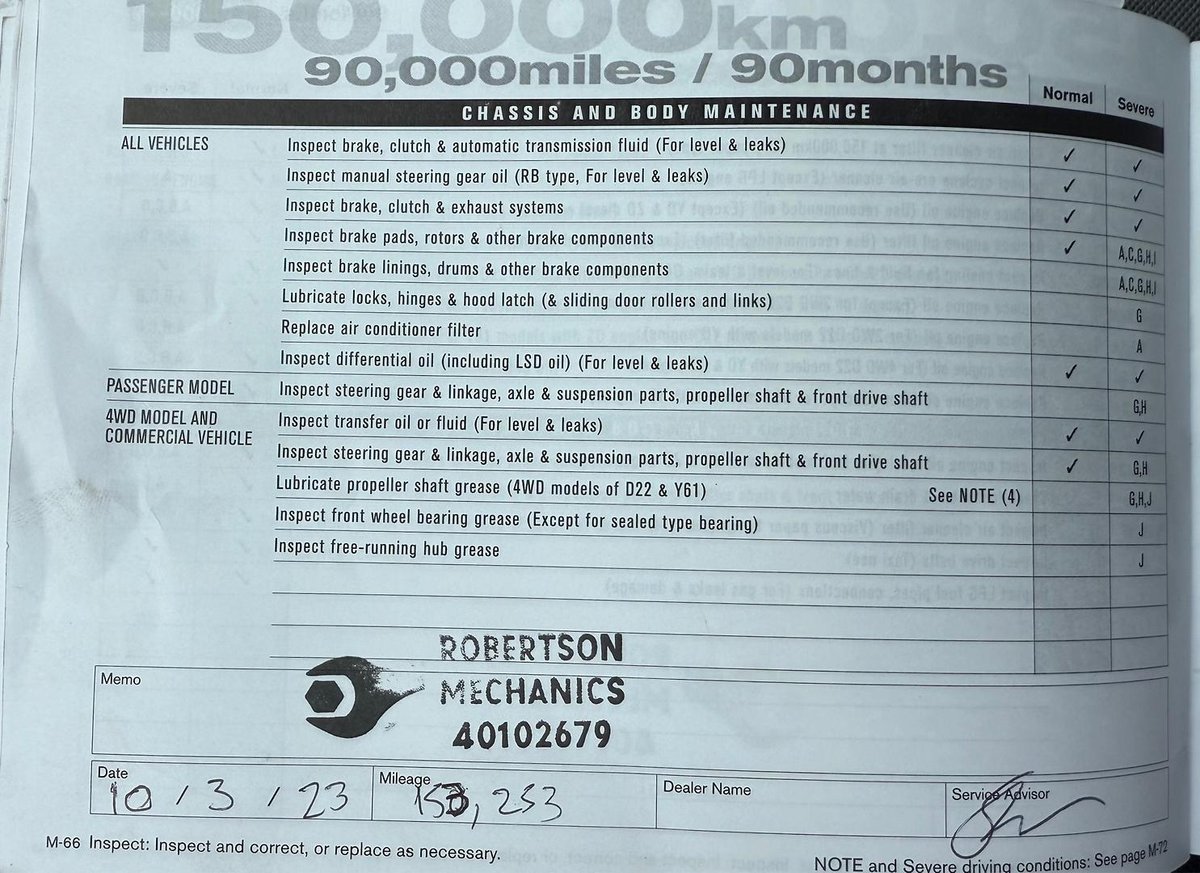 150,000km
90,000miles / 90months
CHASSIS AND BODY MAINTENANCE Normal Severe
ALL VEHICLES Inspect brake, clutch & automatic transmission fluid (For level & leaks) ✓ ✓
Inspect manual steering gear oil (RB type, For level & leaks) ✓ ✓
Inspect brake, clutch & exhaust systems ✓ ✓
Inspect brake pads, rotors & other brake components ✓ A,C,G,H,I
Inspect brake linings, drums & other brake components A,C,G,H,I
Lubricate locks, hinges & hood latch (& sliding door rollers and links) G
Replace air conditioner filter A
Inspect differential oil (including LSD oil) (For level & leaks) ✓ ✓
PASSENGER MODEL Inspect steering gear & linkage, axle & suspension parts, propeller shaft & front drive shaft G,H
4WD MODEL AND COMMERCIAL VEHICLE Inspect transfer oil or fluid (For level & leaks) ✓ ✓
Inspect steering gear & linkage, axle & suspension parts, propeller shaft & front drive shaft ✓ G,H
Lubricate propeller shaft grease (4WD models of D22 & Y61) See NOTE (4) G,H,J
Inspect front wheel bearing grease (Except for sealed type bearing) J
Inspect free-running hub grease J
ROBERTSON
Memo
MECHANICS
40102679
Date 10 / 3 / 23
Mileage 153,253
Dealer Name
Service Advisor
M-66 Inspect: Inspect and correct, or replace as necessary.
NOTE and Severe driving conditions: See page M-72